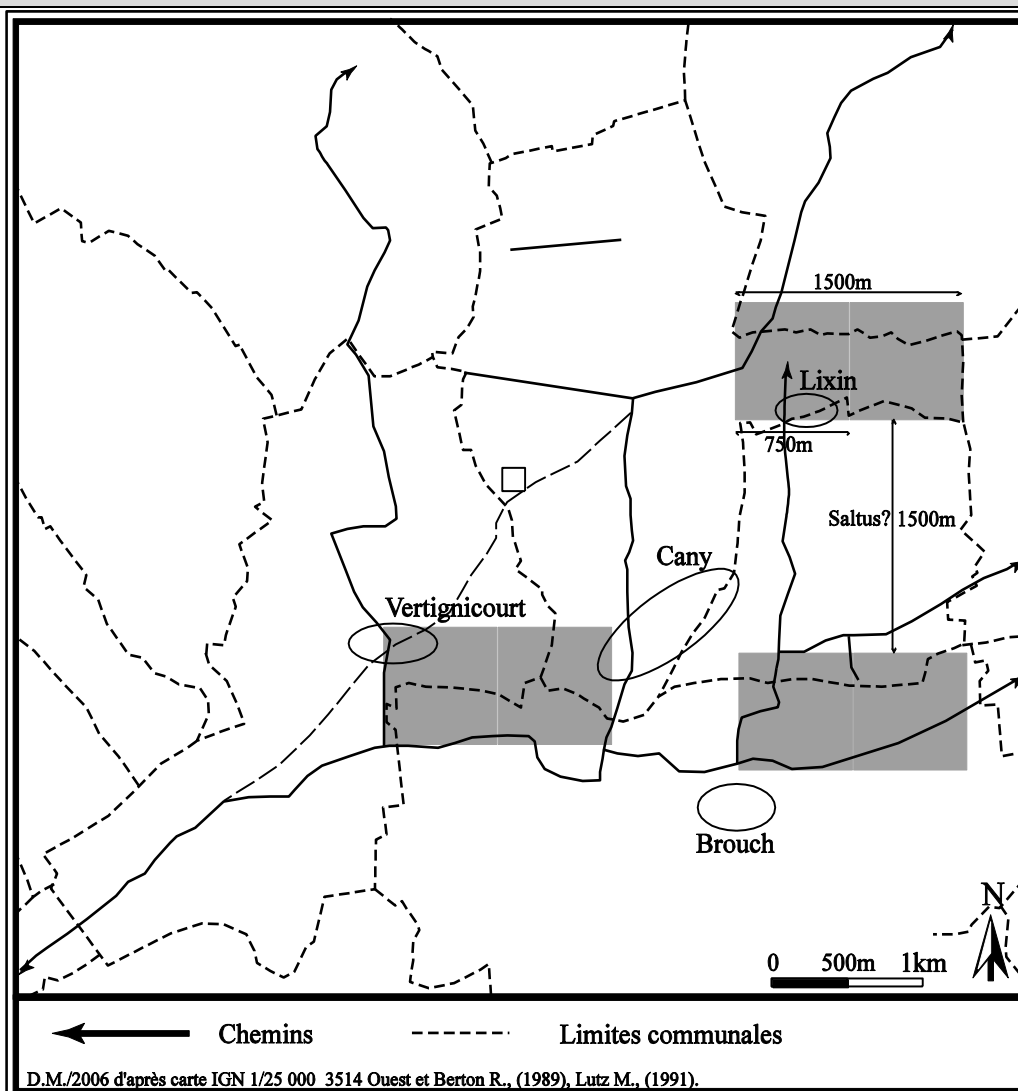 1500m
Lixin
750m
Saltus? 1500m
Cany
Vertignicourt
Brouch
N
0 500m 1km
Chemins
Limites communales
D.M./2006 d'après carte IGN 1/25 000 3514 Ouest et Berton R., (1989), Lutz M., (1991).